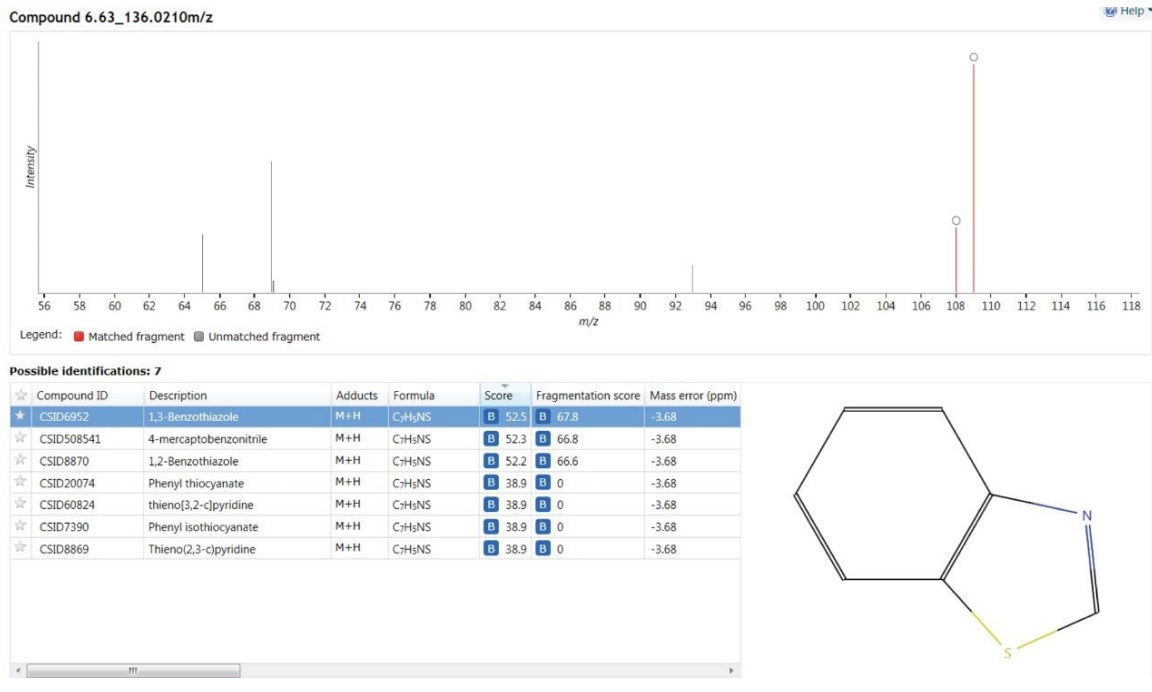 Compound 6.63_136.0210m/z
Help
Intensity
56 58 60 62 64 66 68 70 72 74 76 78 80 82 84 86 88 90 92 94 96 98 100 102 104 106 108 110 112 114 116 118
m/z
Legend: Matched fragment Unmatched fragment
Possible identifications: 7
Compound ID Description Adducts Formula Score Fragmentation score Mass error (ppm)
CSID6952 1,3-Benzothiazole M+H C₇H₅NS B 52.5 B 67.8 -3.68
CSID508541 4-mercaptobenzonitrile M+H C₇H₅NS B 52.3 B 66.8 -3.68
CSID8870 1,2-Benzothiazole M+H C₇H₅NS B 52.2 B 66.6 -3.68
CSID20074 Phenyl thiocyanate M+H C₇H₅NS B 38.9 B 0 -3.68
CSID60824 thieno[3,2-c]pyridine M+H C₇H₅NS B 38.9 B 0 -3.68
CSID7390 Phenyl isothiocyanate M+H C₇H₅NS B 38.9 B 0 -3.68
CSID8869 Thieno(2,3-c)pyridine M+H C₇H₅NS B 38.9 B 0 -3.68
N
S